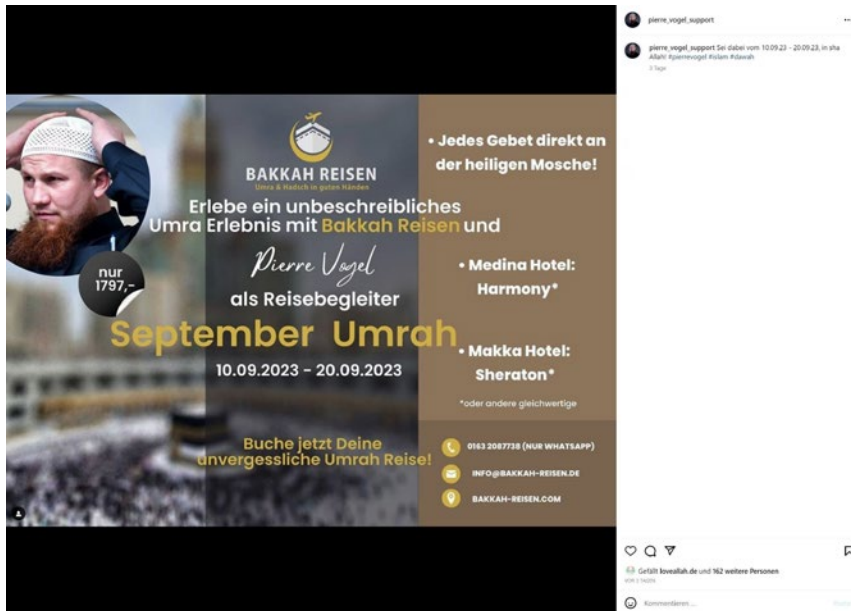 BAKKAH REISEN
Umra & Hadsch in guten Händen
Erlebe ein unbeschreibliches
Umra Erlebnis mit Bakkah Reisen und
Pierre Vogel
als Reisebegleiter
nur
1797,-
September Umrah
10.09.2023 - 20.09.2023
Buche jetzt Deine
unvergessliche Umrah Reise!
• Jedes Gebet direkt an
der heiligen Mosche!
• Medina Hotel:
Harmony*
• Makka Hotel:
Sheraton*
*oder andere gleichwertige
0163 2087738 (NUR WHATSAPP)
INFO@BAKKAH-REISEN.DE
BAKKAH-REISEN.COM
pierre_vogel_support
pierre_vogel_support Sei dabei vom 10.09.23 - 20.09.23, in sha
Allah! #pierrevogel #islam #dawah
3 Tage
Gefällt loveallah.de und 162 weitere Personen
Kommentieren ...